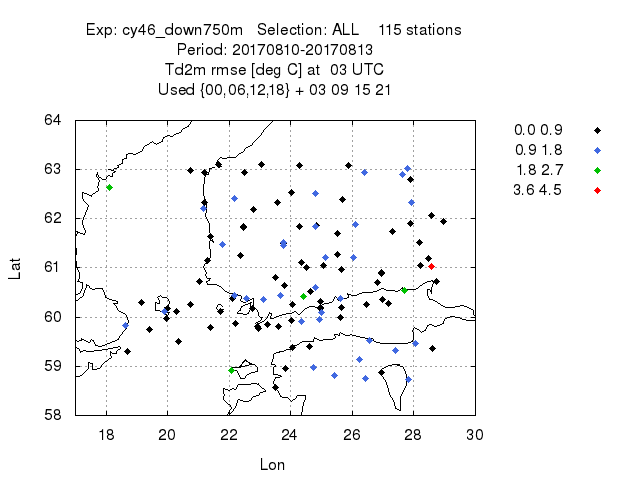 Exp: cy46_down750m Selection: ALL 115 stations
Period: 20170810-20170813
Td2m rmse [deg C] at 03 UTC
Used {00,06,12,18} + 03 09 15 21
64
63
62
61
60
59
58
18 20 22 24 26 28 30
Lat
Lon
0.0 0.9
0.9 1.8
1.8 2.7
3.6 4.5